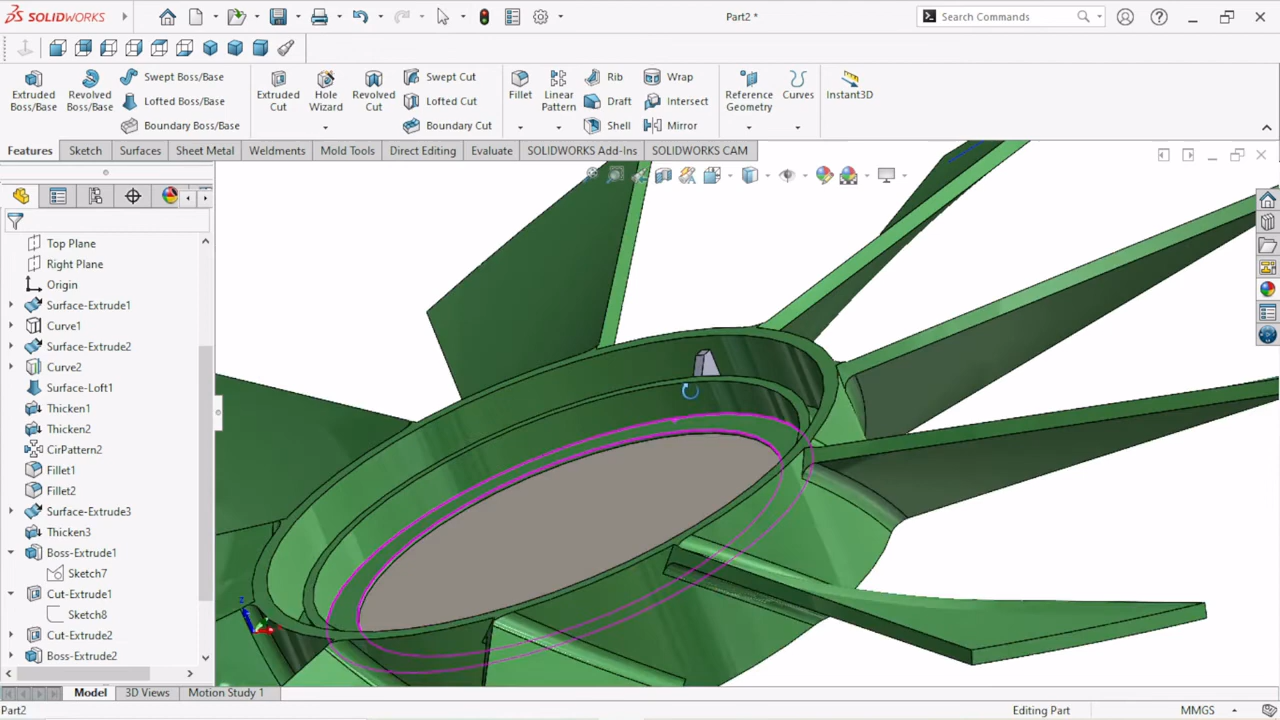 SOLIDWORKS
Part2 *
Search Commands
Extruded Boss/Base
Revolved Boss/Base
Swept Boss/Base
Lofted Boss/Base
Boundary Boss/Base
Extruded Cut
Hole Wizard
Revolved Cut
Swept Cut
Lofted Cut
Boundary Cut
Fillet
Linear Pattern
Rib
Draft
Shell
Wrap
Intersect
Mirror
Reference Geometry
Curves
Instant3D
Features
Sketch
Surfaces
Sheet Metal
Weldments
Mold Tools
Direct Editing
Evaluate
SOLIDWORKS Add-Ins
SOLIDWORKS CAM
Top Plane
Right Plane
Origin
Surface-Extrude1
Curve1
Surface-Extrude2
Curve2
Surface-Loft1
Thicken1
Thicken2
CirPattern2
Fillet1
Fillet2
Surface-Extrude3
Thicken3
Boss-Extrude1
Sketch7
Cut-Extrude1
Sketch8
Cut-Extrude2
Boss-Extrude2
Model
3D Views
Motion Study 1
Part2
Editing Part
MMGS